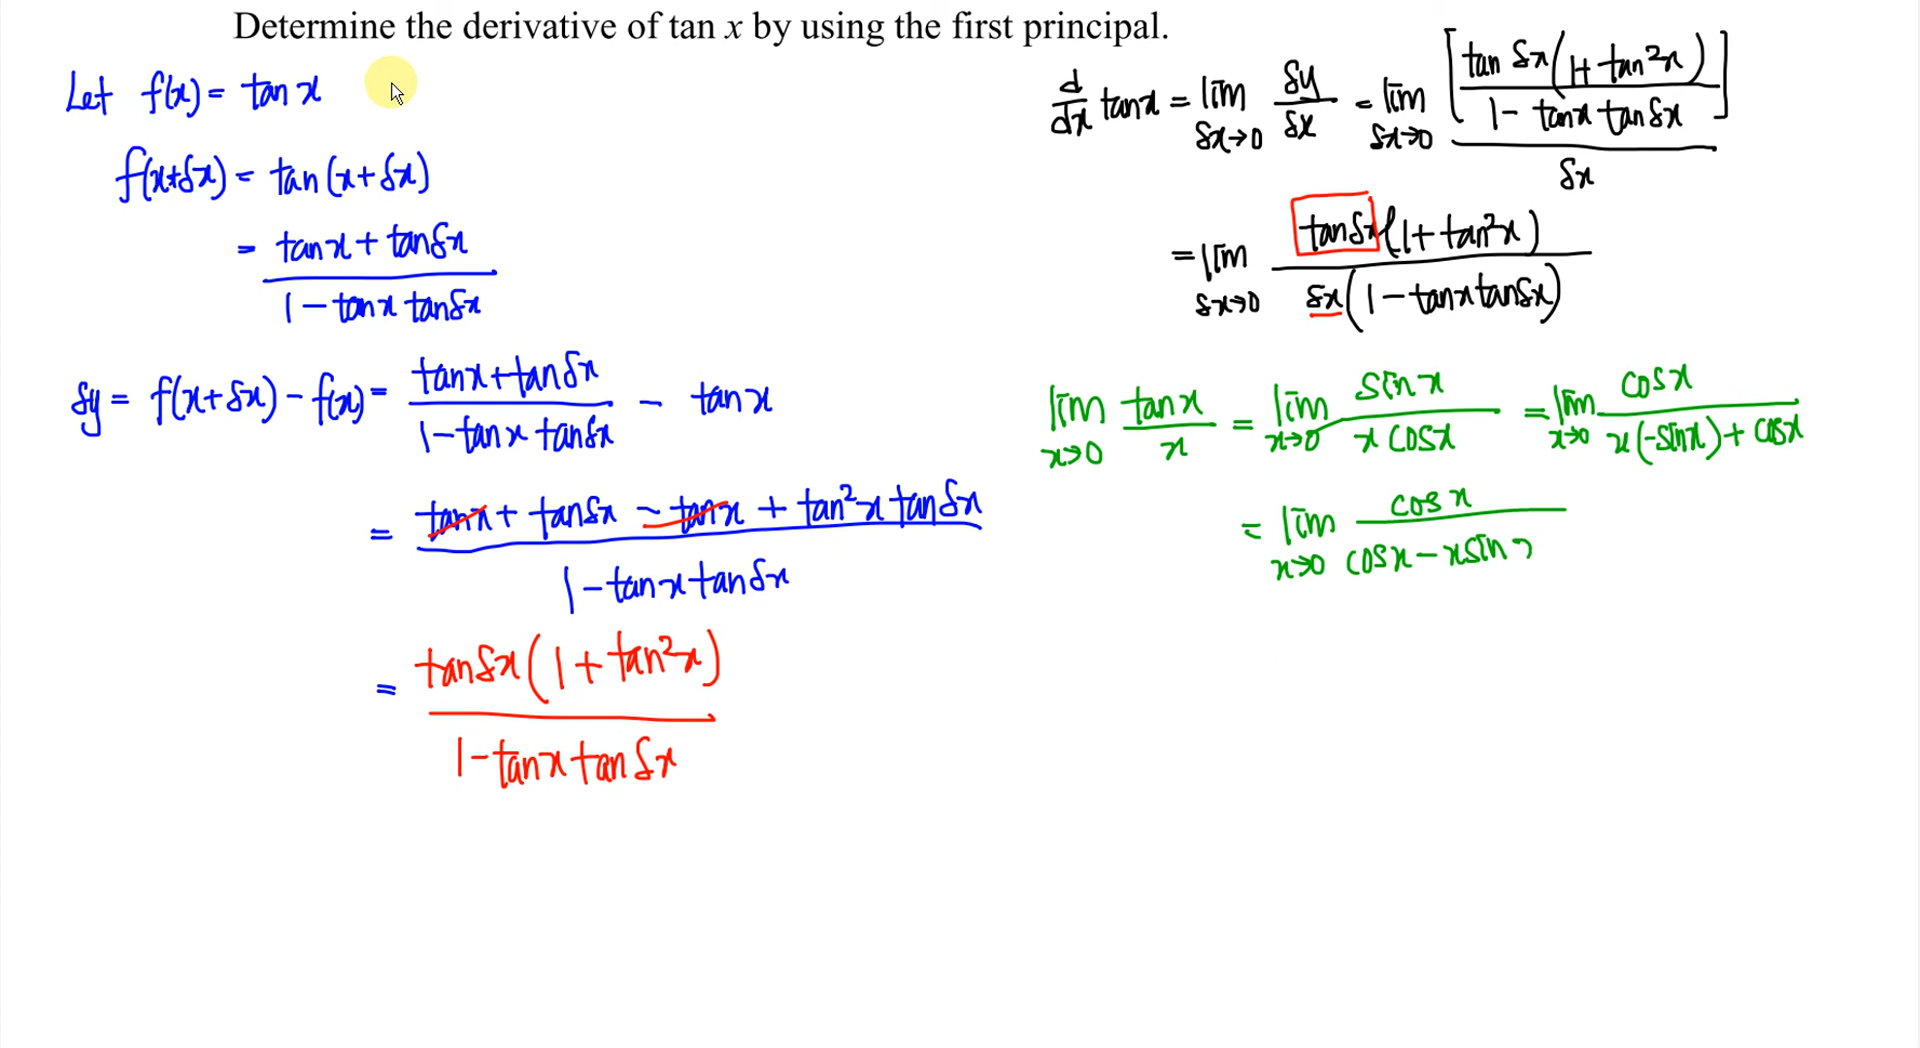 Determine the derivative of tan x by using the first principal.
Let f(x) = tan x
f(x+δx) = tan (x + δx)
= (tan x + tan δx) / (1 − tan x tan δx)
δy = f(x+δx) − f(x) = (tan x + tan δx) / (1 − tan x tan δx) − tan x
= (tan x + tan δx − tan x + tan²x tan δx) / (1 − tan x tan δx)
= tan δx (1 + tan²x) / (1 − tan x tan δx)
d/dx tan x = lim δx→0 δy/δx = lim δx→0 [tan δx (1 + tan²x) / (1 − tan x tan δx)] / δx
= lim δx→0 tan δx (1 + tan²x) / δx (1 − tan x tan δx)
lim x→0 tan x / x = lim x→0 sin x / x cos x = lim x→0 cos x / x(−sin x) + cos x
= lim x→0 cos x / cos x − x sin